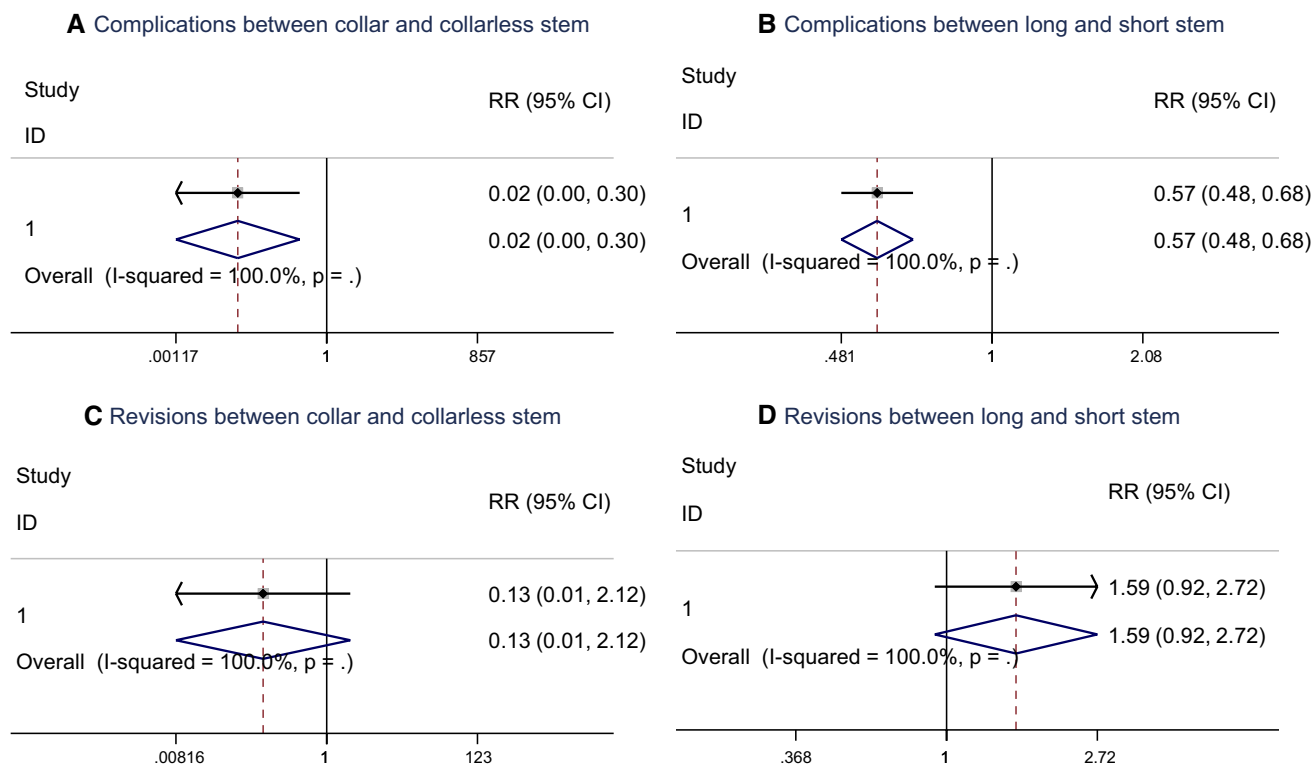 A Complications between collar and collarless stem
Study
RR (95% CI)
ID
0.02 (0.00, 0.30)
1
0.02 (0.00, 0.30)
Overall (I-squared = 100.0%, p = .)
.00117 1 857
B Complications between long and short stem
Study
RR (95% CI)
ID
0.57 (0.48, 0.68)
1
0.57 (0.48, 0.68)
Overall (I-squared = 100.0%, p = .)
.481 1 2.08
C Revisions between collar and collarless stem
Study
RR (95% CI)
ID
0.13 (0.01, 2.12)
1
0.13 (0.01, 2.12)
Overall (I-squared = 100.0%, p = .)
.00816 1 123
D Revisions between long and short stem
Study
RR (95% CI)
ID
1.59 (0.92, 2.72)
1
1.59 (0.92, 2.72)
Overall (I-squared = 100.0%, p = .)
.368 1 2.72